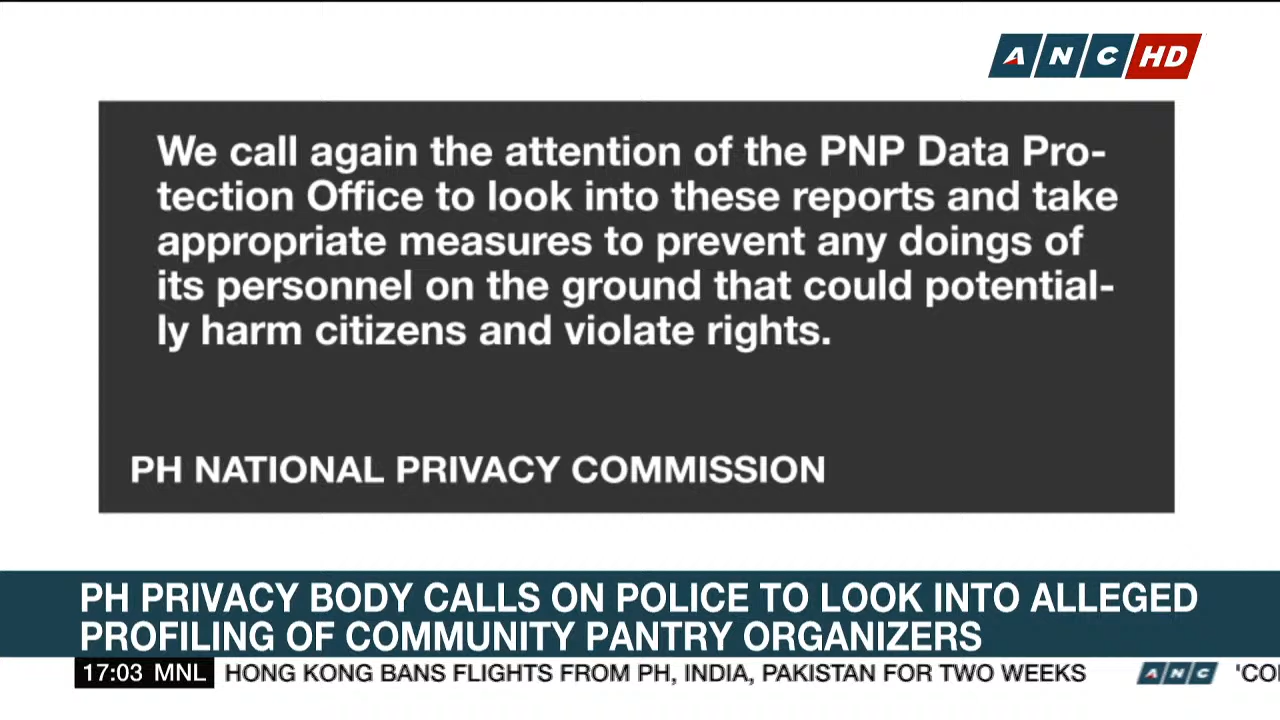 ANC HD
We call again the attention of the PNP Data Pro-
tection Office to look into these reports and take
appropriate measures to prevent any doings of
its personnel on the ground that could potential-
ly harm citizens and violate rights.
PH NATIONAL PRIVACY COMMISSION
PH PRIVACY BODY CALLS ON POLICE TO LOOK INTO ALLEGED
PROFILING OF COMMUNITY PANTRY ORGANIZERS
17:03 MNL HONG KONG BANS FLIGHTS FROM PH, INDIA, PAKISTAN FOR TWO WEEKS ANC